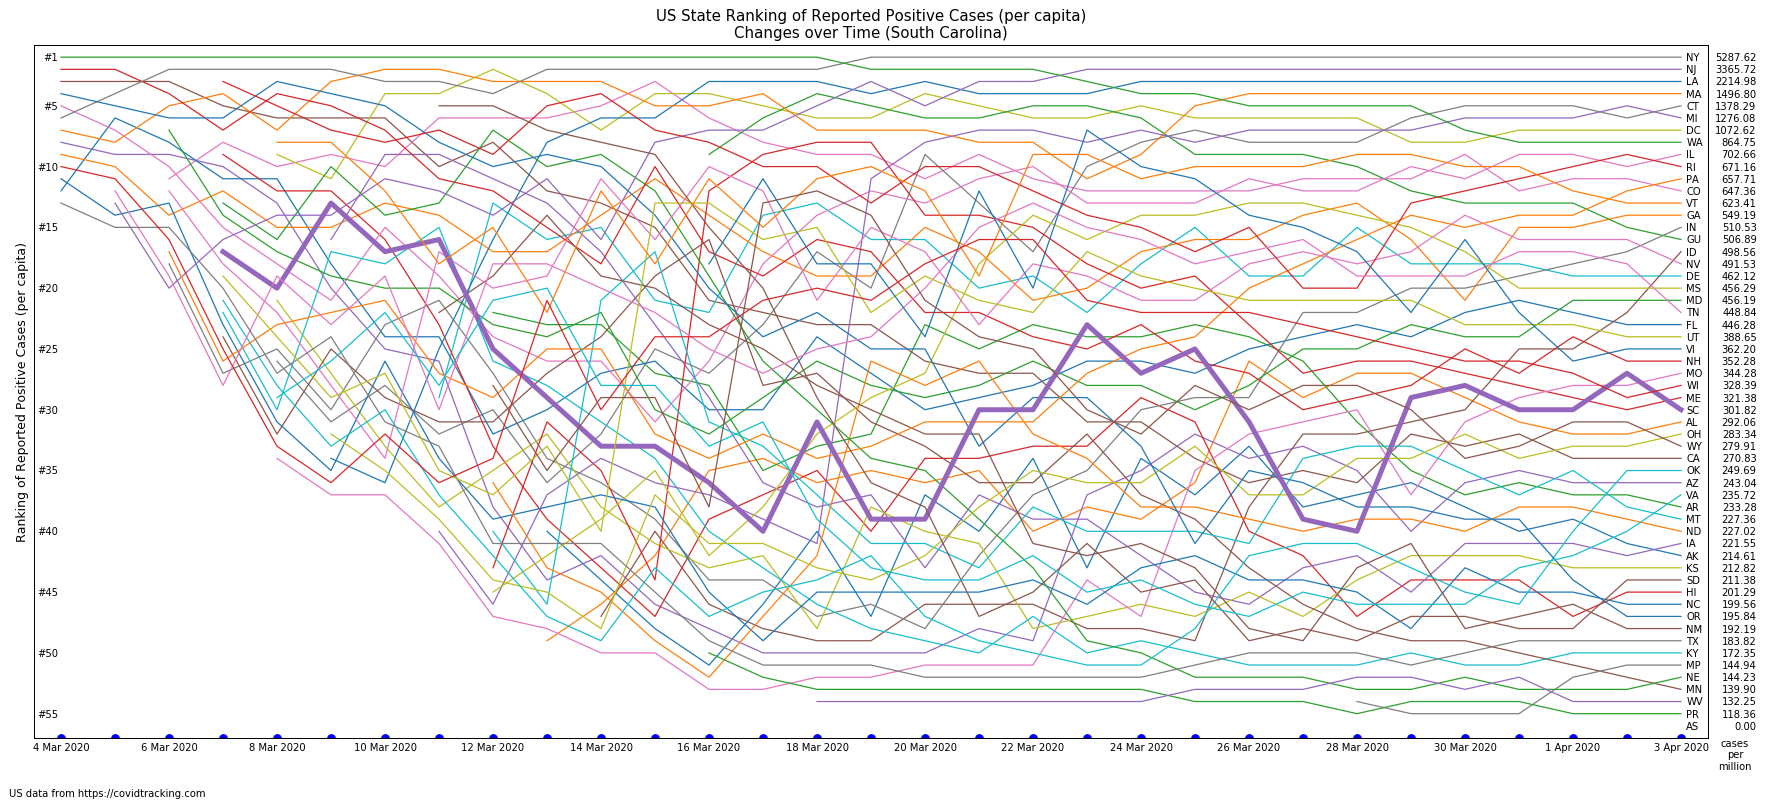 US State Ranking of Reported Positive Cases (per capita)
Changes over Time (South Carolina)
Ranking of Reported Positive Cases (per capita)
#1
#5
#10
#15
#20
#25
#30
#35
#40
#45
#50
#55
NY 5287.62
NJ 3365.72
LA 2214.98
MA 1496.80
CT 1378.29
MI 1276.08
DC 1072.62
WA 864.75
IL 702.66
RI 671.16
PA 657.71
CO 647.36
VT 623.41
GA 549.19
IN 510.53
GU 506.89
ID 498.56
NV 491.53
DE 462.12
MS 456.29
MD 456.19
TN 448.84
FL 446.28
UT 388.65
VI 362.20
NH 352.28
MO 344.28
WI 328.39
ME 321.38
SC 301.82
AL 292.06
OH 283.34
WY 279.91
CA 270.83
OK 249.69
AZ 243.04
VA 235.72
AR 233.28
MT 227.36
ND 227.02
IA 221.55
AK 214.61
KS 212.82
SD 211.38
HI 201.29
NC 199.56
OR 195.84
NM 192.19
TX 183.82
KY 172.35
MP 144.94
NE 144.23
MN 139.90
WV 132.25
PR 118.36
AS 0.00
4 Mar 2020 6 Mar 2020 8 Mar 2020 10 Mar 2020 12 Mar 2020 14 Mar 2020 16 Mar 2020 18 Mar 2020 20 Mar 2020 22 Mar 2020 24 Mar 2020 26 Mar 2020 28 Mar 2020 30 Mar 2020 1 Apr 2020 3 Apr 2020
cases
per
million
US data from https://covidtracking.com